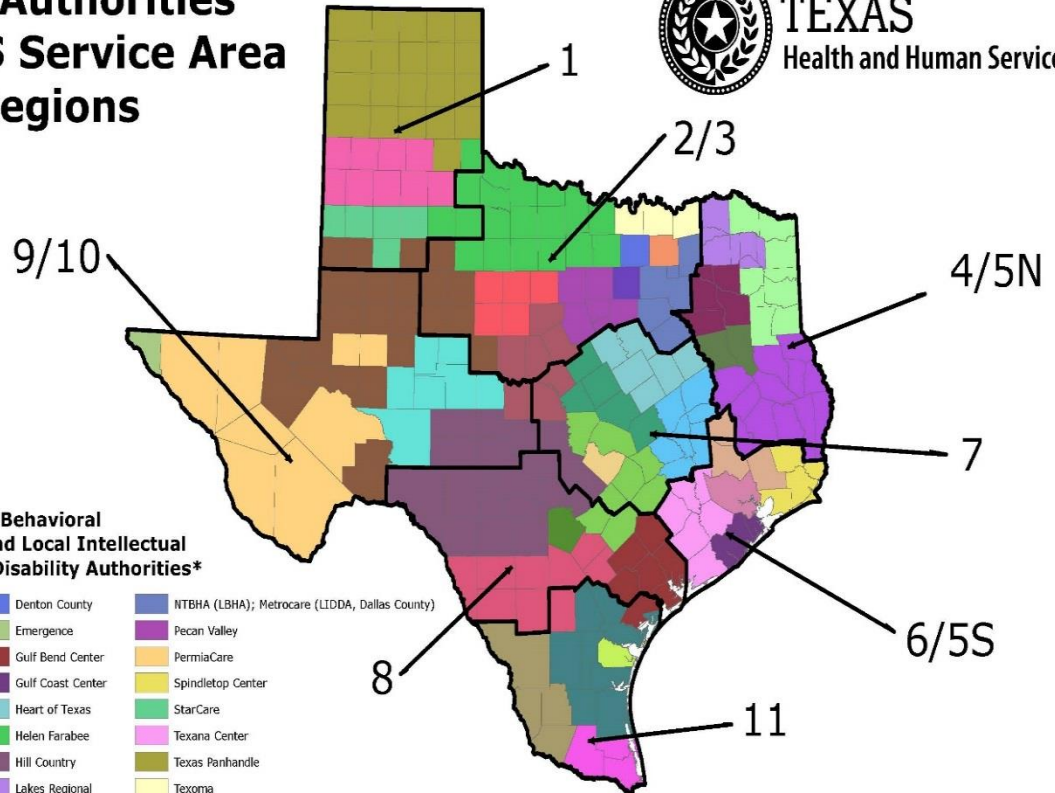 Authorities
S Service Area
egions
TEXAS
Health and Human Service
1
2/3
9/10
4/5N
7
6/5S
8
11
Behavioral
nd Local Intellectual
Disability Authorities*
Denton County
NTBHA (LBHA); Metrocare (LIDDA, Dallas County)
Emergence
Pecan Valley
Gulf Bend Center
PermiaCare
Gulf Coast Center
Spindletop Center
Heart of Texas
StarCare
Helen Farabee
Texana Center
Hill Country
Texas Panhandle
Lakes Regional
Texoma